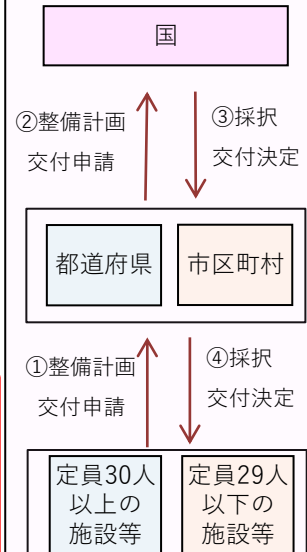 国
②整備計画
交付申請
③採択
交付決定
都道府県
市区町村
①整備計画
交付申請
④採択
交付決定
定員30人
以上の
施設等
定員29人
以下の
施設等